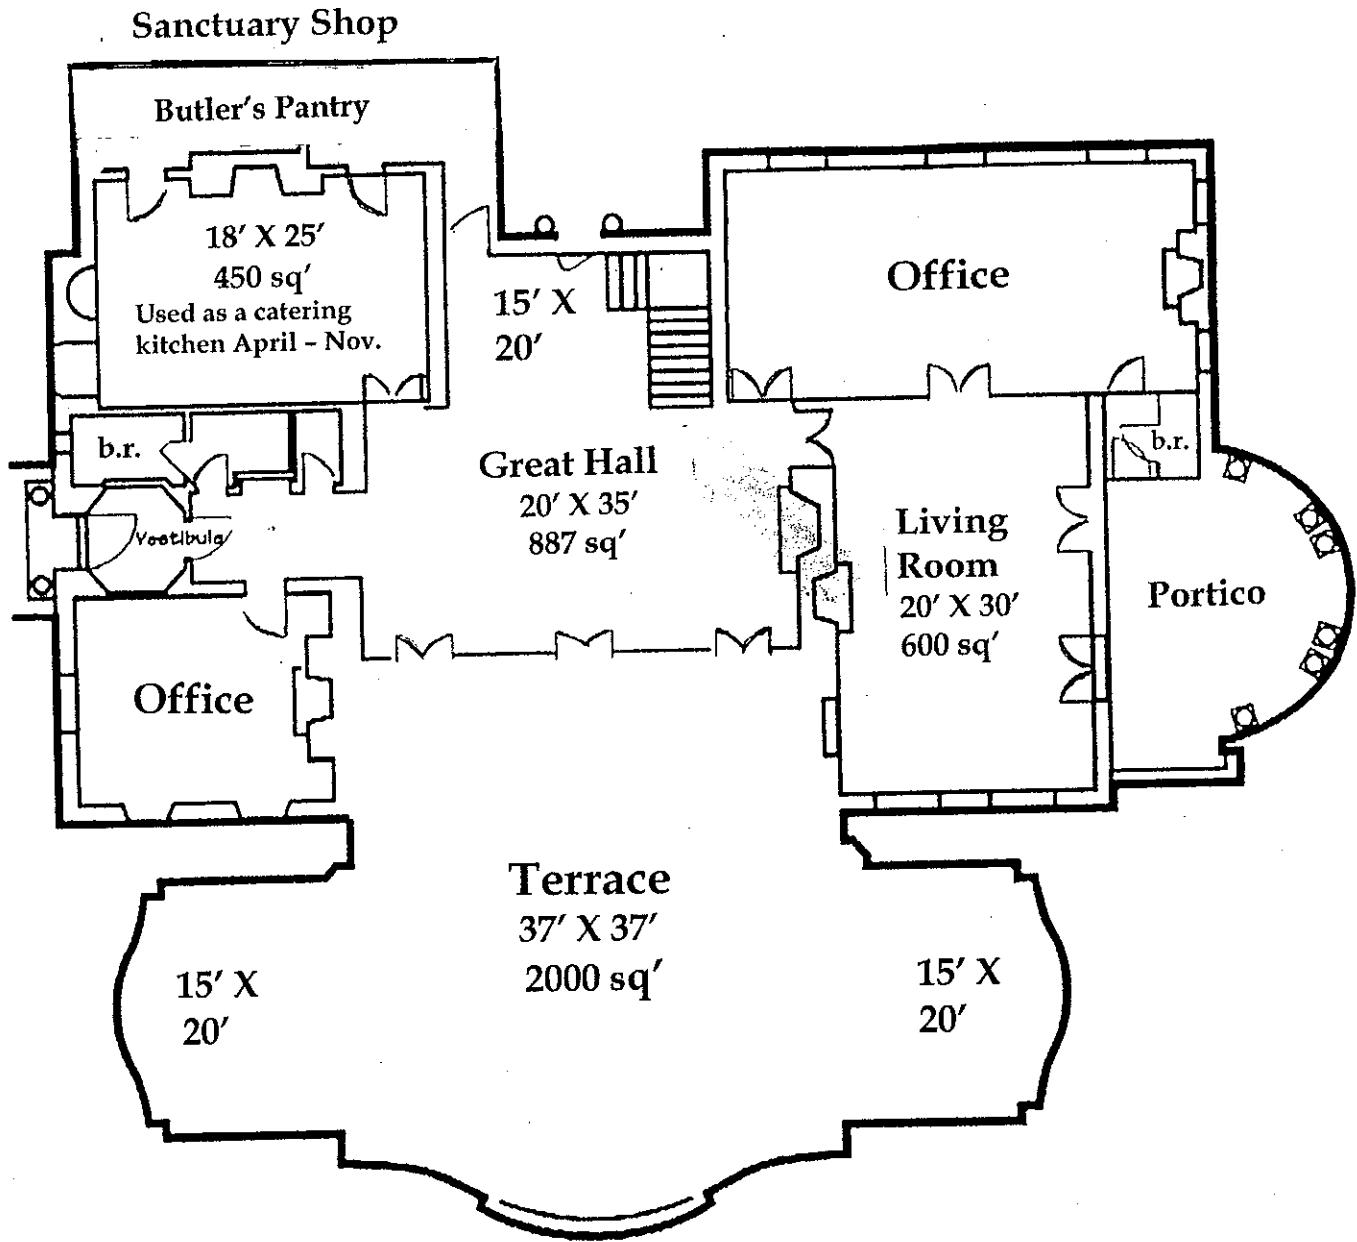 Sanctuary Shop
Butler's Pantry
18' X 25'
450 sq'
Used as a catering
kitchen April – Nov.
15' X
20'
Office
b.r.
Great Hall
20' X 35'
887 sq'
b.r.
Vestibule
Living
Room
20' X 30'
600 sq'
Portico
Office
Terrace
37' X 37'
2000 sq'
15' X
20'
15' X
20'